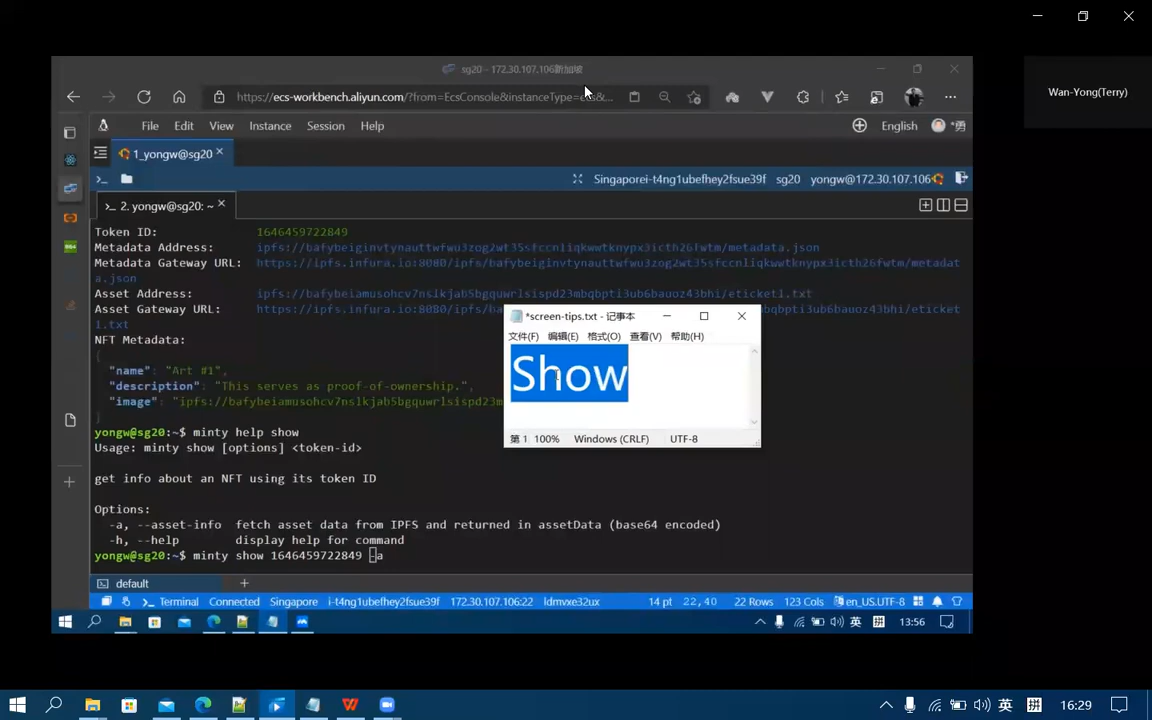 sg20 - 172.30.107.106新加坡
Wan-Yong(Terry)
https://ecs-workbench.aliyun.com/?from=EcsConsole&instanceType=ecs&...
File Edit View Instance Session Help English *勇
1_yongw@sg20
Singaporei-t4ng1ubefhey2fsue39f sg20 yongw@172.30.107.106
2. yongw@sg20: ~
Token ID: 1646459722849
Metadata Address: ipfs://bafybeiginvtynauttwfwu3zog2wt35sfccnliqkwwtknypx3icth26fwtm/metadata.json
Metadata Gateway URL: https://ipfs.infura.io:8080/ipfs/bafybeiginvtynauttwfwu3zog2wt35sfccnliqkwwtknypx3icth26fwtm/metadat
a.json
Asset Address: ipfs://bafybeiamusohcv7nslkjab5bgquwrlsispd23mbqbpti3ub6bauoz43bhi/eticket1.txt
Asset Gateway URL: https://ipfs.infura.io:8080/ipfs/bafybeiamusohcv7nslkjab5bgquwrlsispd23mbqbpti3ub6bauoz43bhi/eticket
1.txt
NFT Metadata:
{
"name": "Art #1",
"description": "This serves as proof-of-ownership.",
"image": "ipfs://bafybeiamusohcv7nslkjab5bgquwrlsispd23m
}
yongw@sg20:~$ minty help show
Usage: minty show [options] <token-id>
get info about an NFT using its token ID
Options:
-a, --asset-info fetch asset data from IPFS and returned in assetData (base64 encoded)
-h, --help display help for command
yongw@sg20:~$ minty show 1646459722849 -a
*screen-tips.txt - 记事本
文件(F) 编辑(E) 格式(O) 查看(V) 帮助(H)
Show
第 1 100% Windows (CRLF) UTF-8
default
Terminal Connected Singapore i-t4ng1ubefhey2fsue39f 172.30.107.106:22 ldmvxe32ux 14 pt 22,40 22 Rows 123 Cols en_US.UTF-8
英 拼 13:56
英 拼 16:29